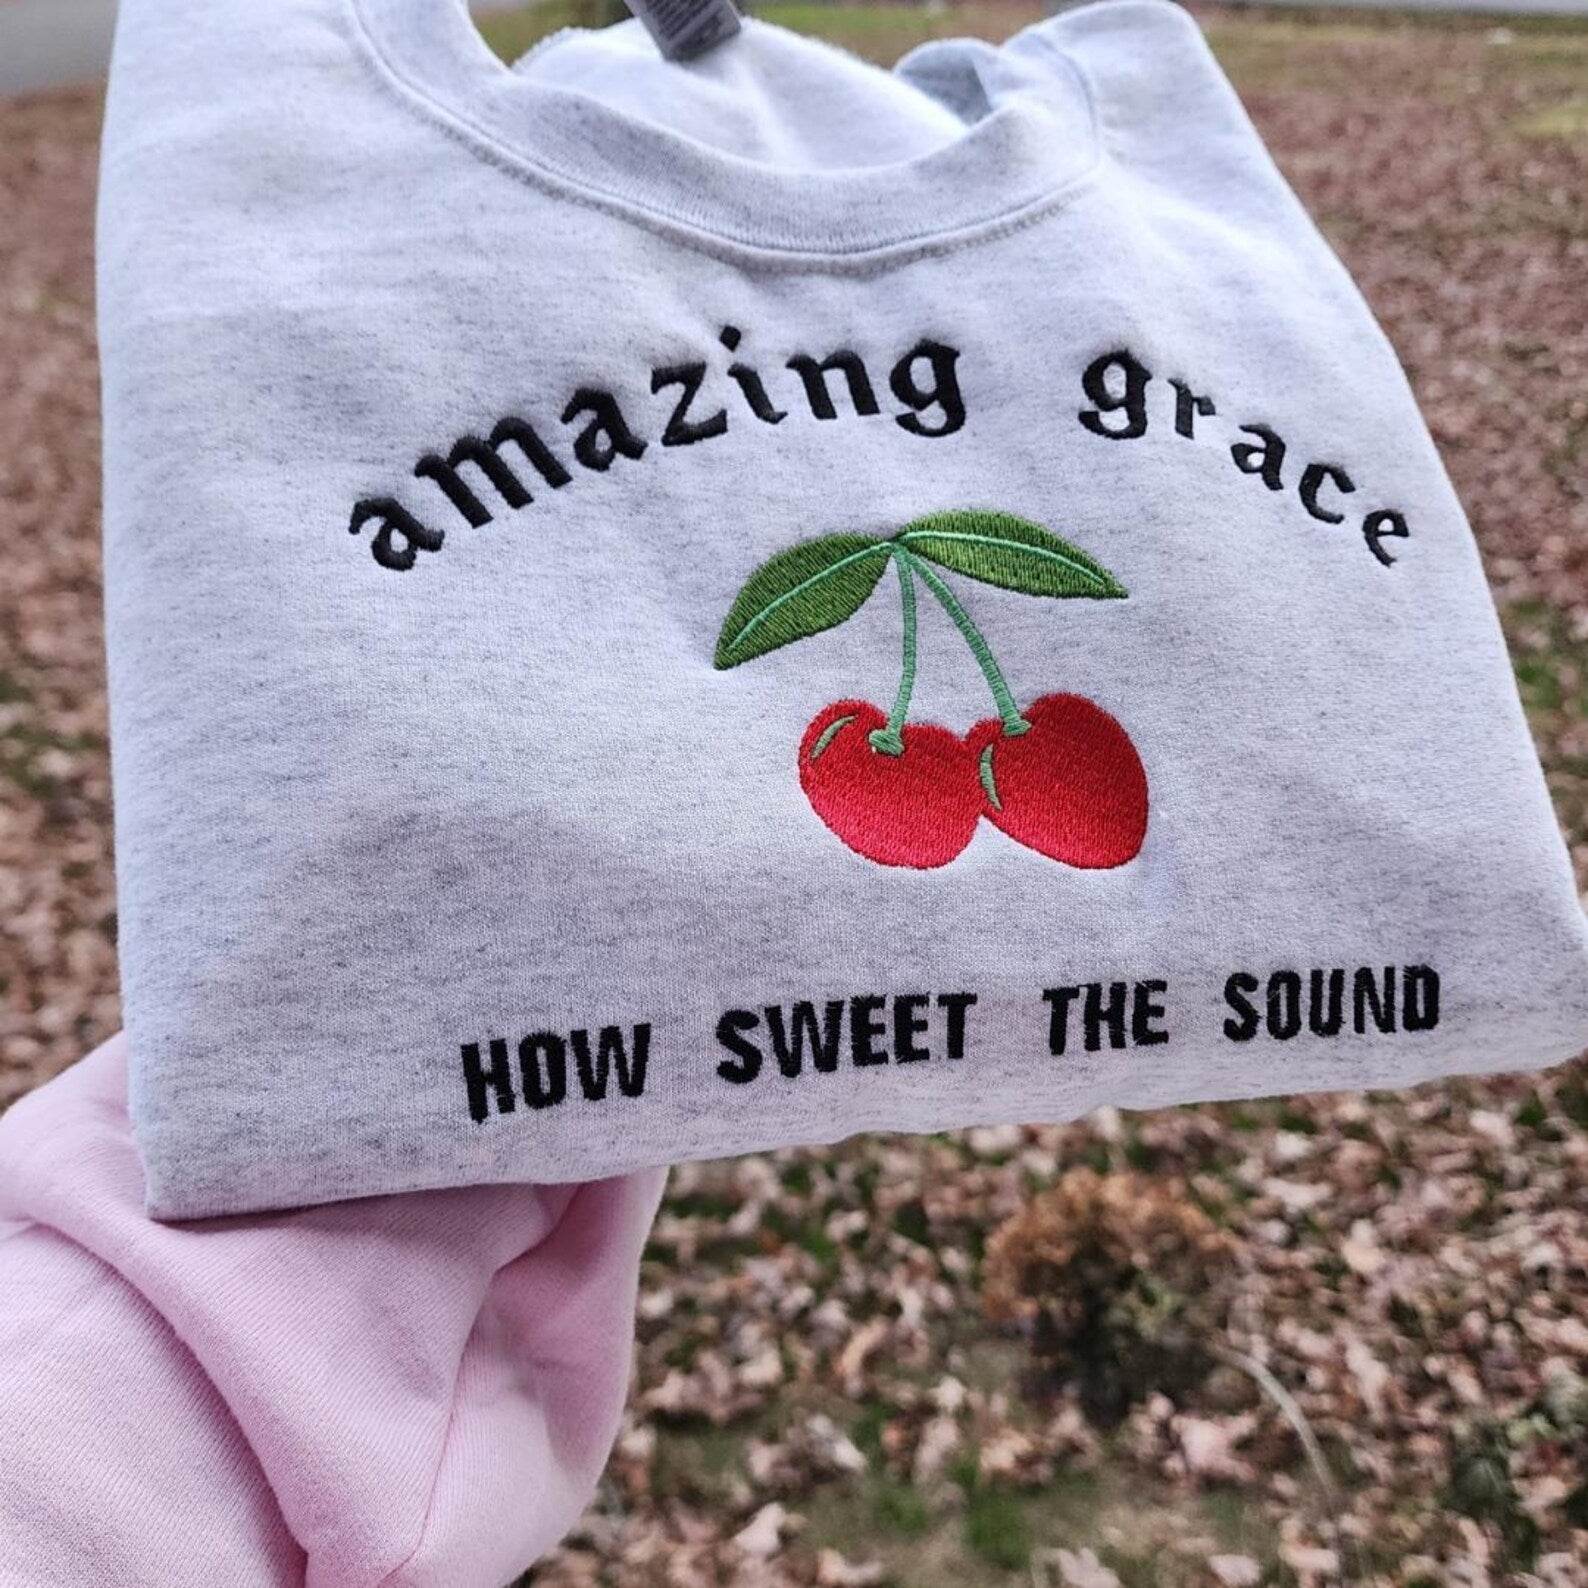 amazing grace
HOW SWEET THE SOUND